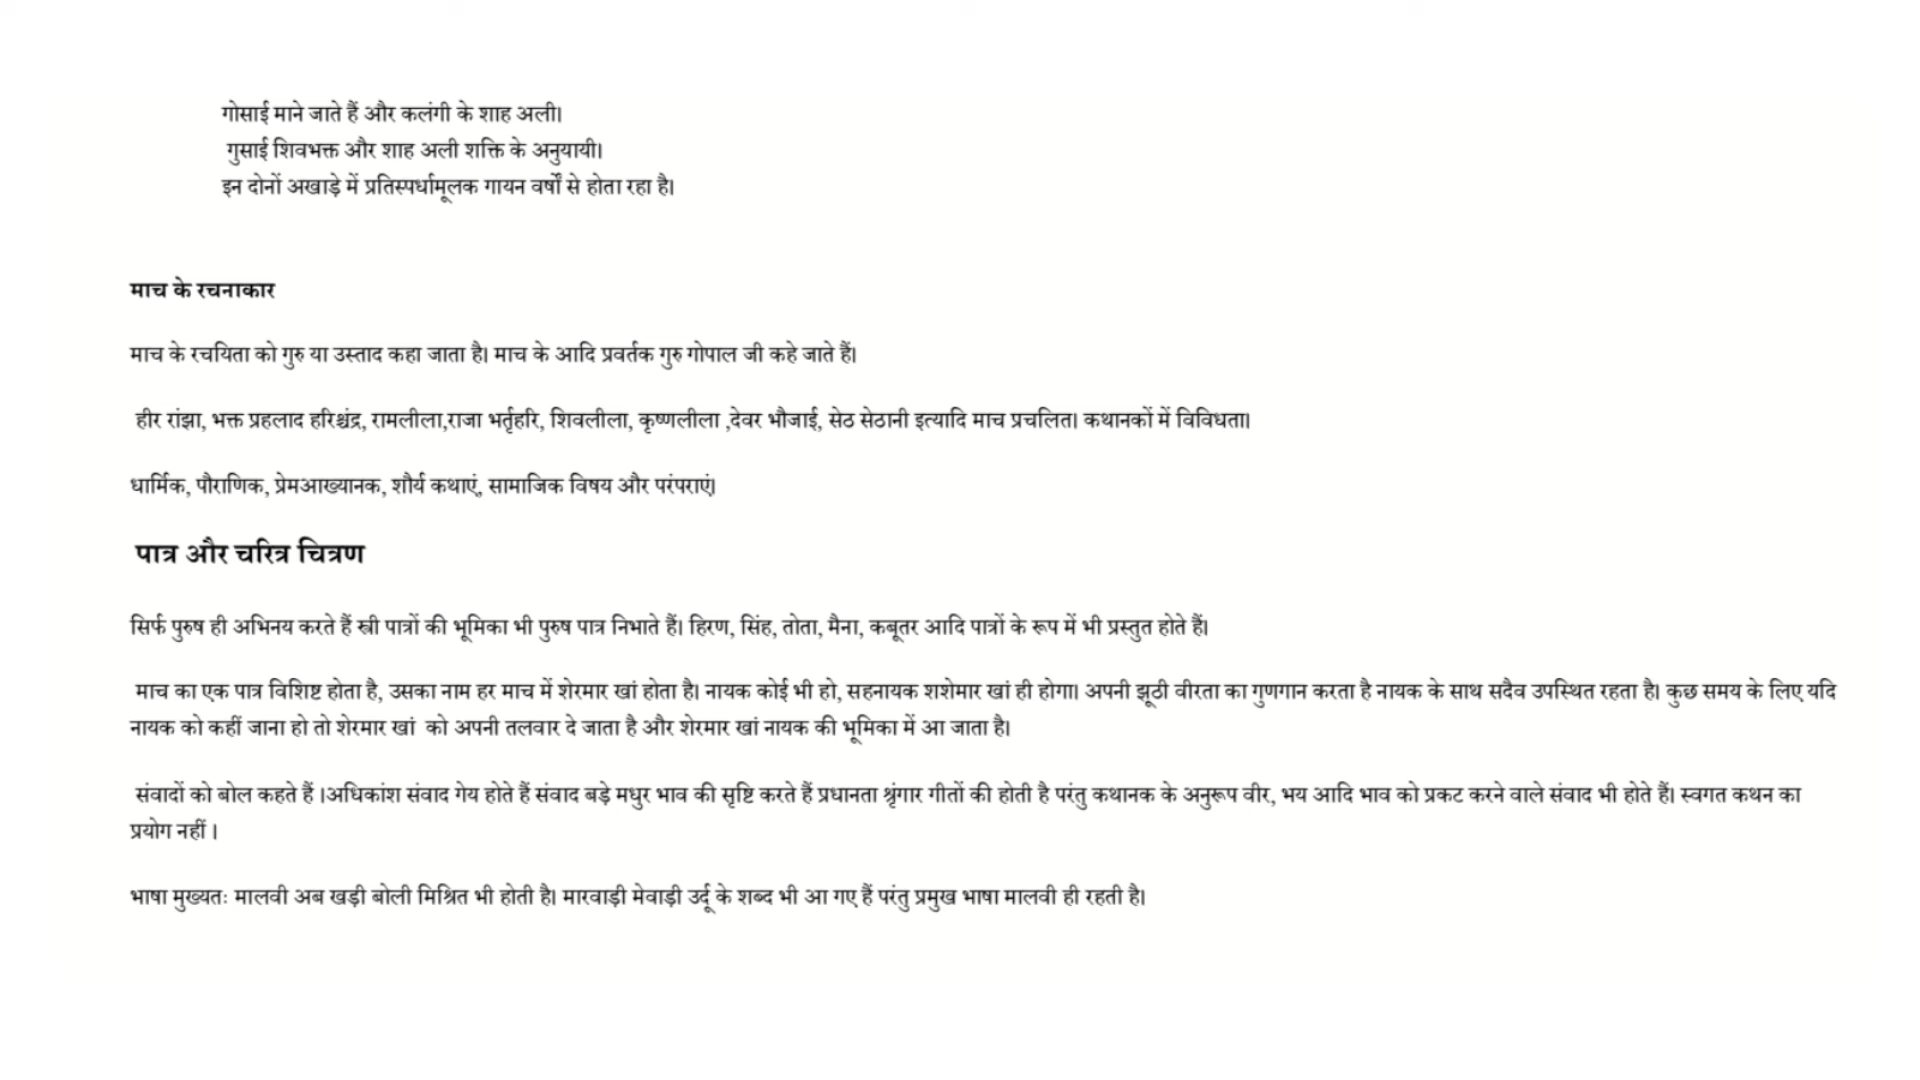 गोसाई माने जाते हैं और कलंगी के शाह अली।
गुसाई शिवभक्त और शाह अली शक्ति के अनुयायी।
इन दोनों अखाड़े में प्रतिस्पर्धामूलक गायन वर्षों से होता रहा है।
माच के रचनाकार
माच के रचयिता को गुरु या उस्ताद कहा जाता है। माच के आदि प्रवर्तक गुरु गोपाल जी कहे जाते हैं।
हीर रांझा, भक्त प्रहलाद हरिश्चंद्र, रामलीला,राजा भर्तृहरि, शिवलीला, कृष्णलीला ,देवर भौजाई, सेठ सेठानी इत्यादि माच प्रचलित। कथानकों में विविधता।
धार्मिक, पौराणिक, प्रेमआख्यानक, शौर्य कथाएं, सामाजिक विषय और परंपराएं।
पात्र और चरित्र चित्रण
सिर्फ पुरुष ही अभिनय करते हैं स्त्री पात्रों की भूमिका भी पुरुष पात्र निभाते हैं। हिरण, सिंह, तोता, मैना, कबूतर आदि पात्रों के रूप में भी प्रस्तुत होते हैं।
माच का एक पात्र विशिष्ट होता है, उसका नाम हर माच में शेरमार खां होता है। नायक कोई भी हो, सहनायक शशेमार खां ही होगा। अपनी झूठी वीरता का गुणगान करता है नायक के साथ सदैव उपस्थित रहता है। कुछ समय के लिए यदि
नायक को कहीं जाना हो तो शेरमार खां  को अपनी तलवार दे जाता है और शेरमार खां नायक की भूमिका में आ जाता है।
संवादों को बोल कहते हैं ।अधिकांश संवाद गेय होते हैं संवाद बड़े मधुर भाव की सृष्टि करते हैं प्रधानता श्रृंगार गीतों की होती है परंतु कथानक के अनुरूप वीर, भय आदि भाव को प्रकट करने वाले संवाद भी होते हैं। स्वगत कथन का
प्रयोग नहीं ।
भाषा मुख्यतः मालवी अब खड़ी बोली मिश्रित भी होती है। मारवाड़ी मेवाड़ी उर्दू के शब्द भी आ गए हैं परंतु प्रमुख भाषा मालवी ही रहती है।